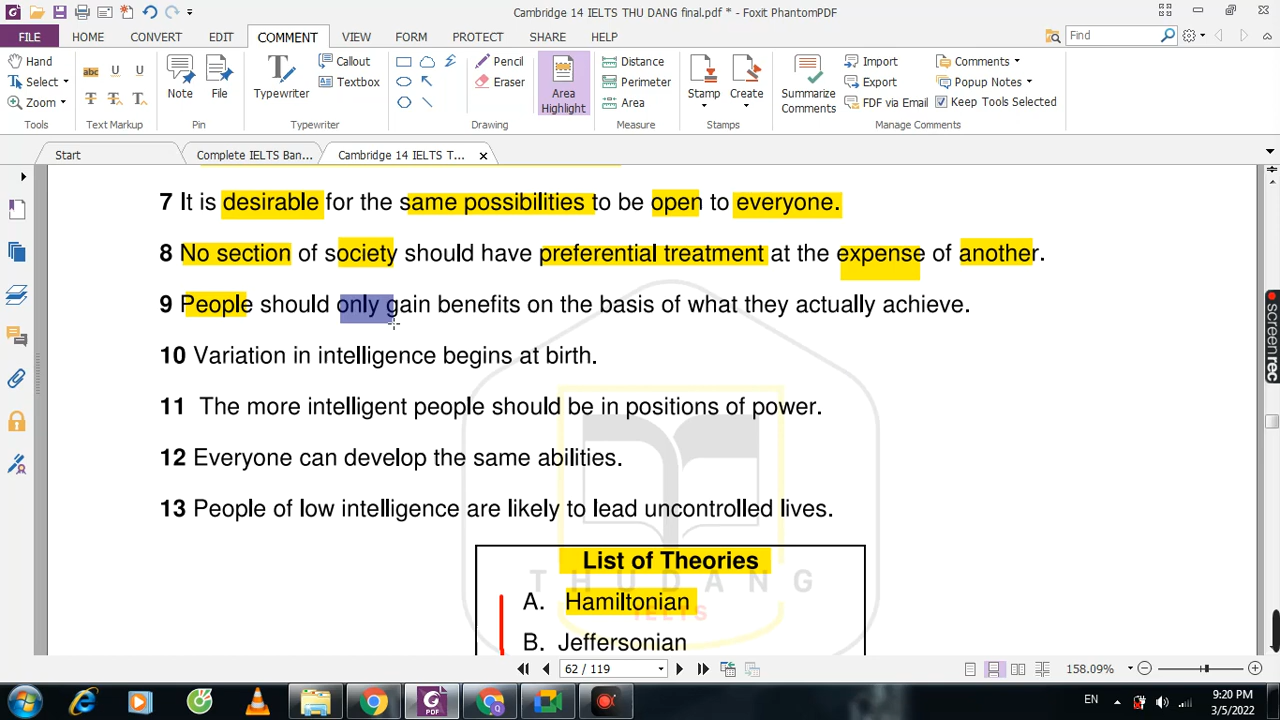 Cambridge 14 IELTS THU DANG final.pdf * - Foxit PhantomPDF
FILE HOME CONVERT EDIT COMMENT VIEW FORM PROTECT SHARE HELP Find
Hand Callout Pencil Distance Import Comments
Select Textbox Eraser Perimeter Export Popup Notes
Zoom Note File Typewriter Area Highlight Area Stamp Create Summarize Comments FDF via Email Keep Tools Selected
Tools Text Markup Pin Typewriter Drawing Measure Stamps Manage Comments
Start Complete IELTS Ban... Cambridge 14 IELTS T...
7 It is desirable for the same possibilities to be open to everyone.
8 No section of society should have preferential treatment at the expense of another.
9 People should only gain benefits on the basis of what they actually achieve.
10 Variation in intelligence begins at birth.
11 The more intelligent people should be in positions of power.
12 Everyone can develop the same abilities.
13 People of low intelligence are likely to lead uncontrolled lives.
List of Theories
THU DANG
A. Hamiltonian
IELTS
B. Jeffersonian
screenrec
62 / 119 158.09%
EN 9:20 PM
3/5/2022